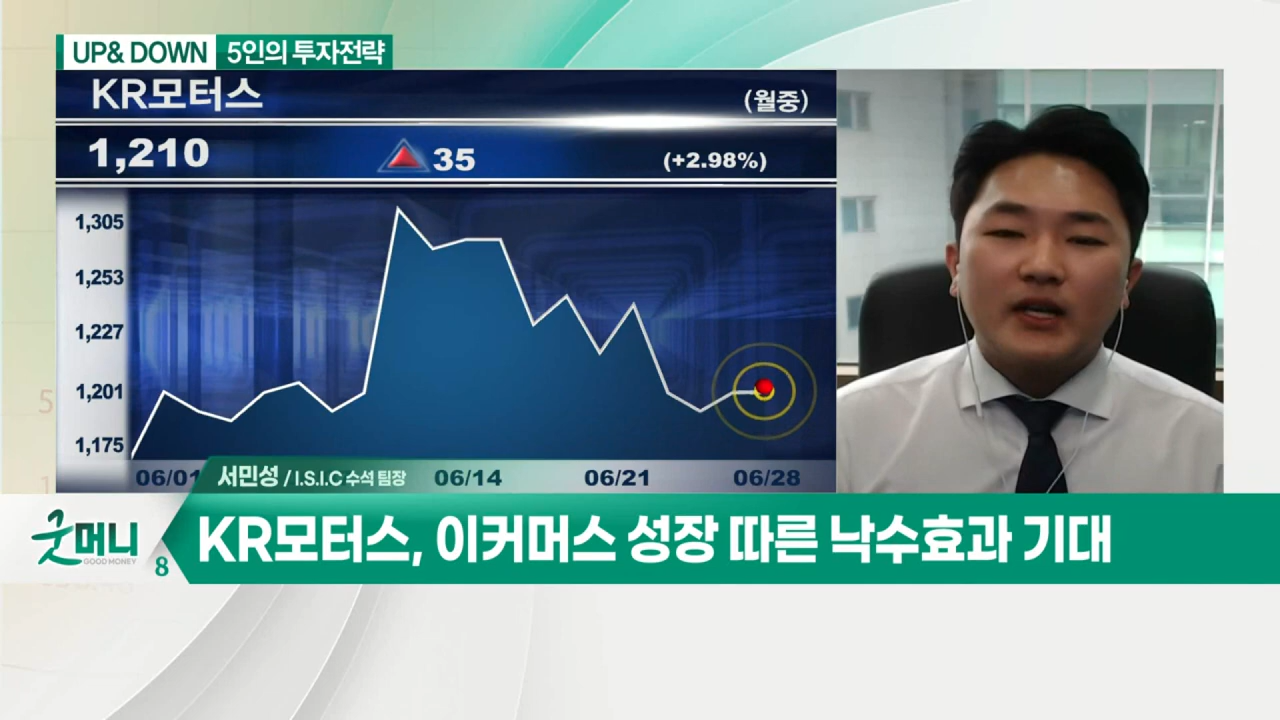 UP& DOWN 5인의 투자전략
KR모터스 (월중)
1,210 35 (+2.98%)
1,305
1,253
1,227
1,201
1,175
06/01 06/14 06/21 06/28
서민성 / I.S.I.C 수석 팀장
굿머니
GOOD MONEY
8
KR모터스, 이커머스 성장 따른 낙수효과 기대